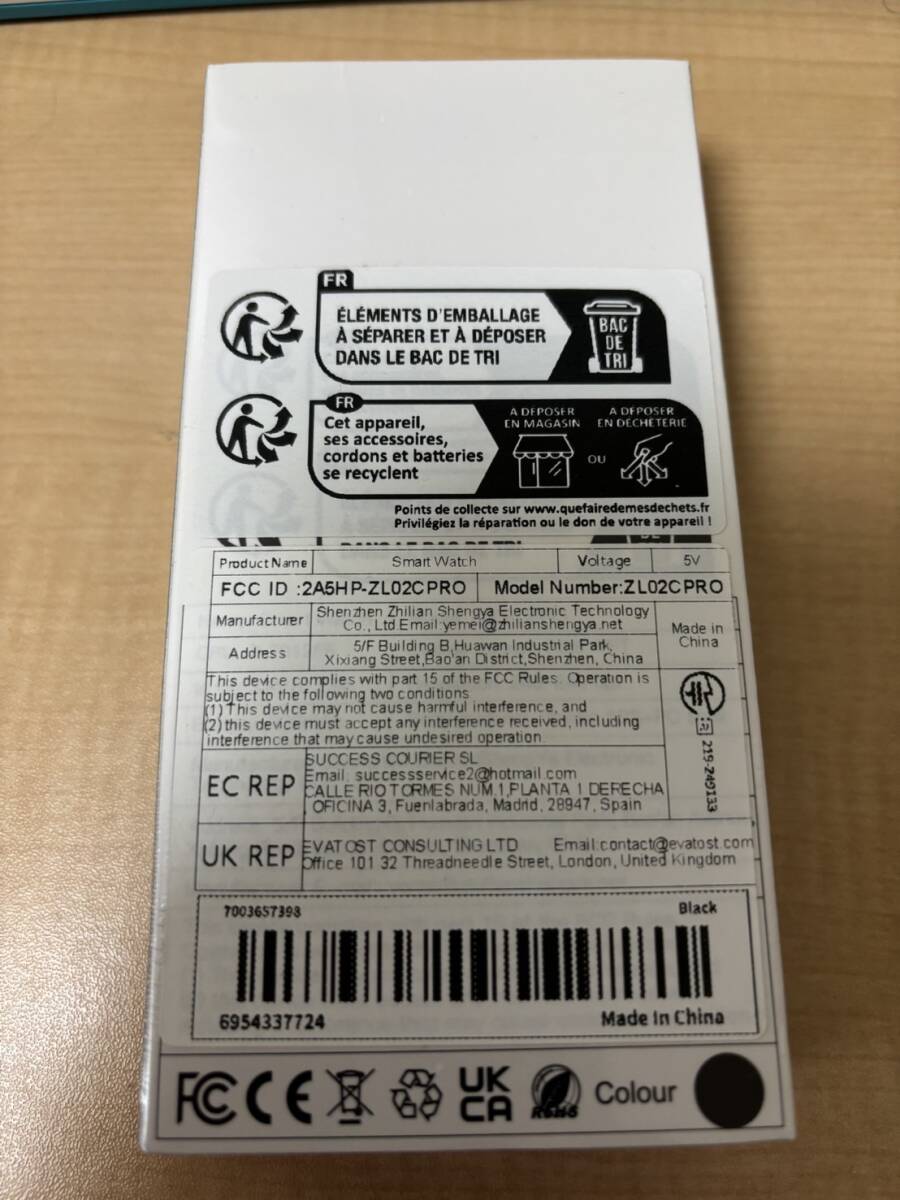 FR
ÉLÉMENTS D'EMBALLAGE
À SÉPARER ET À DÉPOSER
DANS LE BAC DE TRI
BAC
DE
TRI
FR
Cet appareil,
ses accessoires,
cordons et batteries
se recyclent
A DÉPOSER
EN MAGASIN
OU
A DÉPOSER
EN DÉCHÈTERIE
Points de collecte sur www.quefairedemesdechets.fr
Privilégiez la réparation ou le don de votre appareil !
Product Name Smart Watch Voltage 5V
FCC ID :2A5HP-ZL02CPRO Model Number:ZL02CPRO
Manufacturer
Shenzhen Zhilian Shengya Electronic Technology
Co., Ltd.Email:yemei@zhilianshengya.net
Made in
China
Address
5/F Building B,Huawan Industrial Park,
Xixiang Street,Bao'an District,Shenzhen, China
This device complies with part 15 of the FCC Rules. Operation is
subject to the following two conditions
(1) This device may not cause harmful interference, and
(2) this device must accept any interference received, including
interference that may cause undesired operation
R 219-249133
EC REP
SUCCESS COURIER SL
Email. successservice2@hotmail.com
CALLE RIO TORMES NUM.1,PLANTA 1 DERECHA
, OFICINA 3, Fuenlabrada, Madrid, 28947, Spain
UK REP
EVATOST CONSULTING LTD Email:contact@evatost.com
Office 101 32 Threadneedle Street, London, United Kingdom
7003657398 Black
6954337724 Made In China
FC CE UK
CA
RoHS
Colour